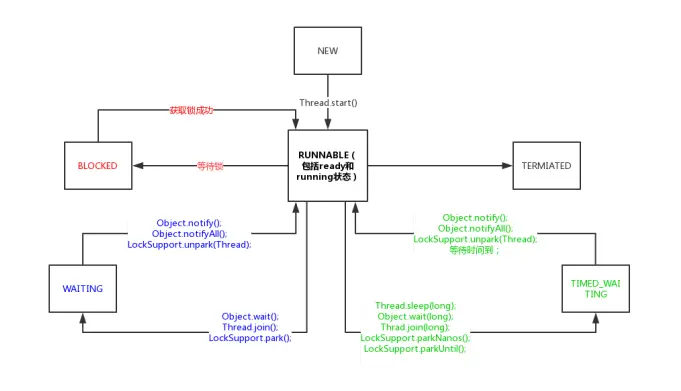 NEW
Thread.start()
获取锁成功
RUNNABLE（
包括ready和
running状态）
BLOCKED
等待锁
TERMIATED
Object.notify();
Object.notifyAll();
LockSupport.unpark(Thread);
Object.notify();
Object.notifyAll();
LockSupport.unpark(Thread);
等待时间到；
WAITING
TIMED_WAI
TING
Object.wait();
Thread.join();
LockSupport.park();
Thread.sleep(long);
Object.wait(long);
Thrad.join(long);
LockSupport.parkNanos();
LockSupport.parkUntil();